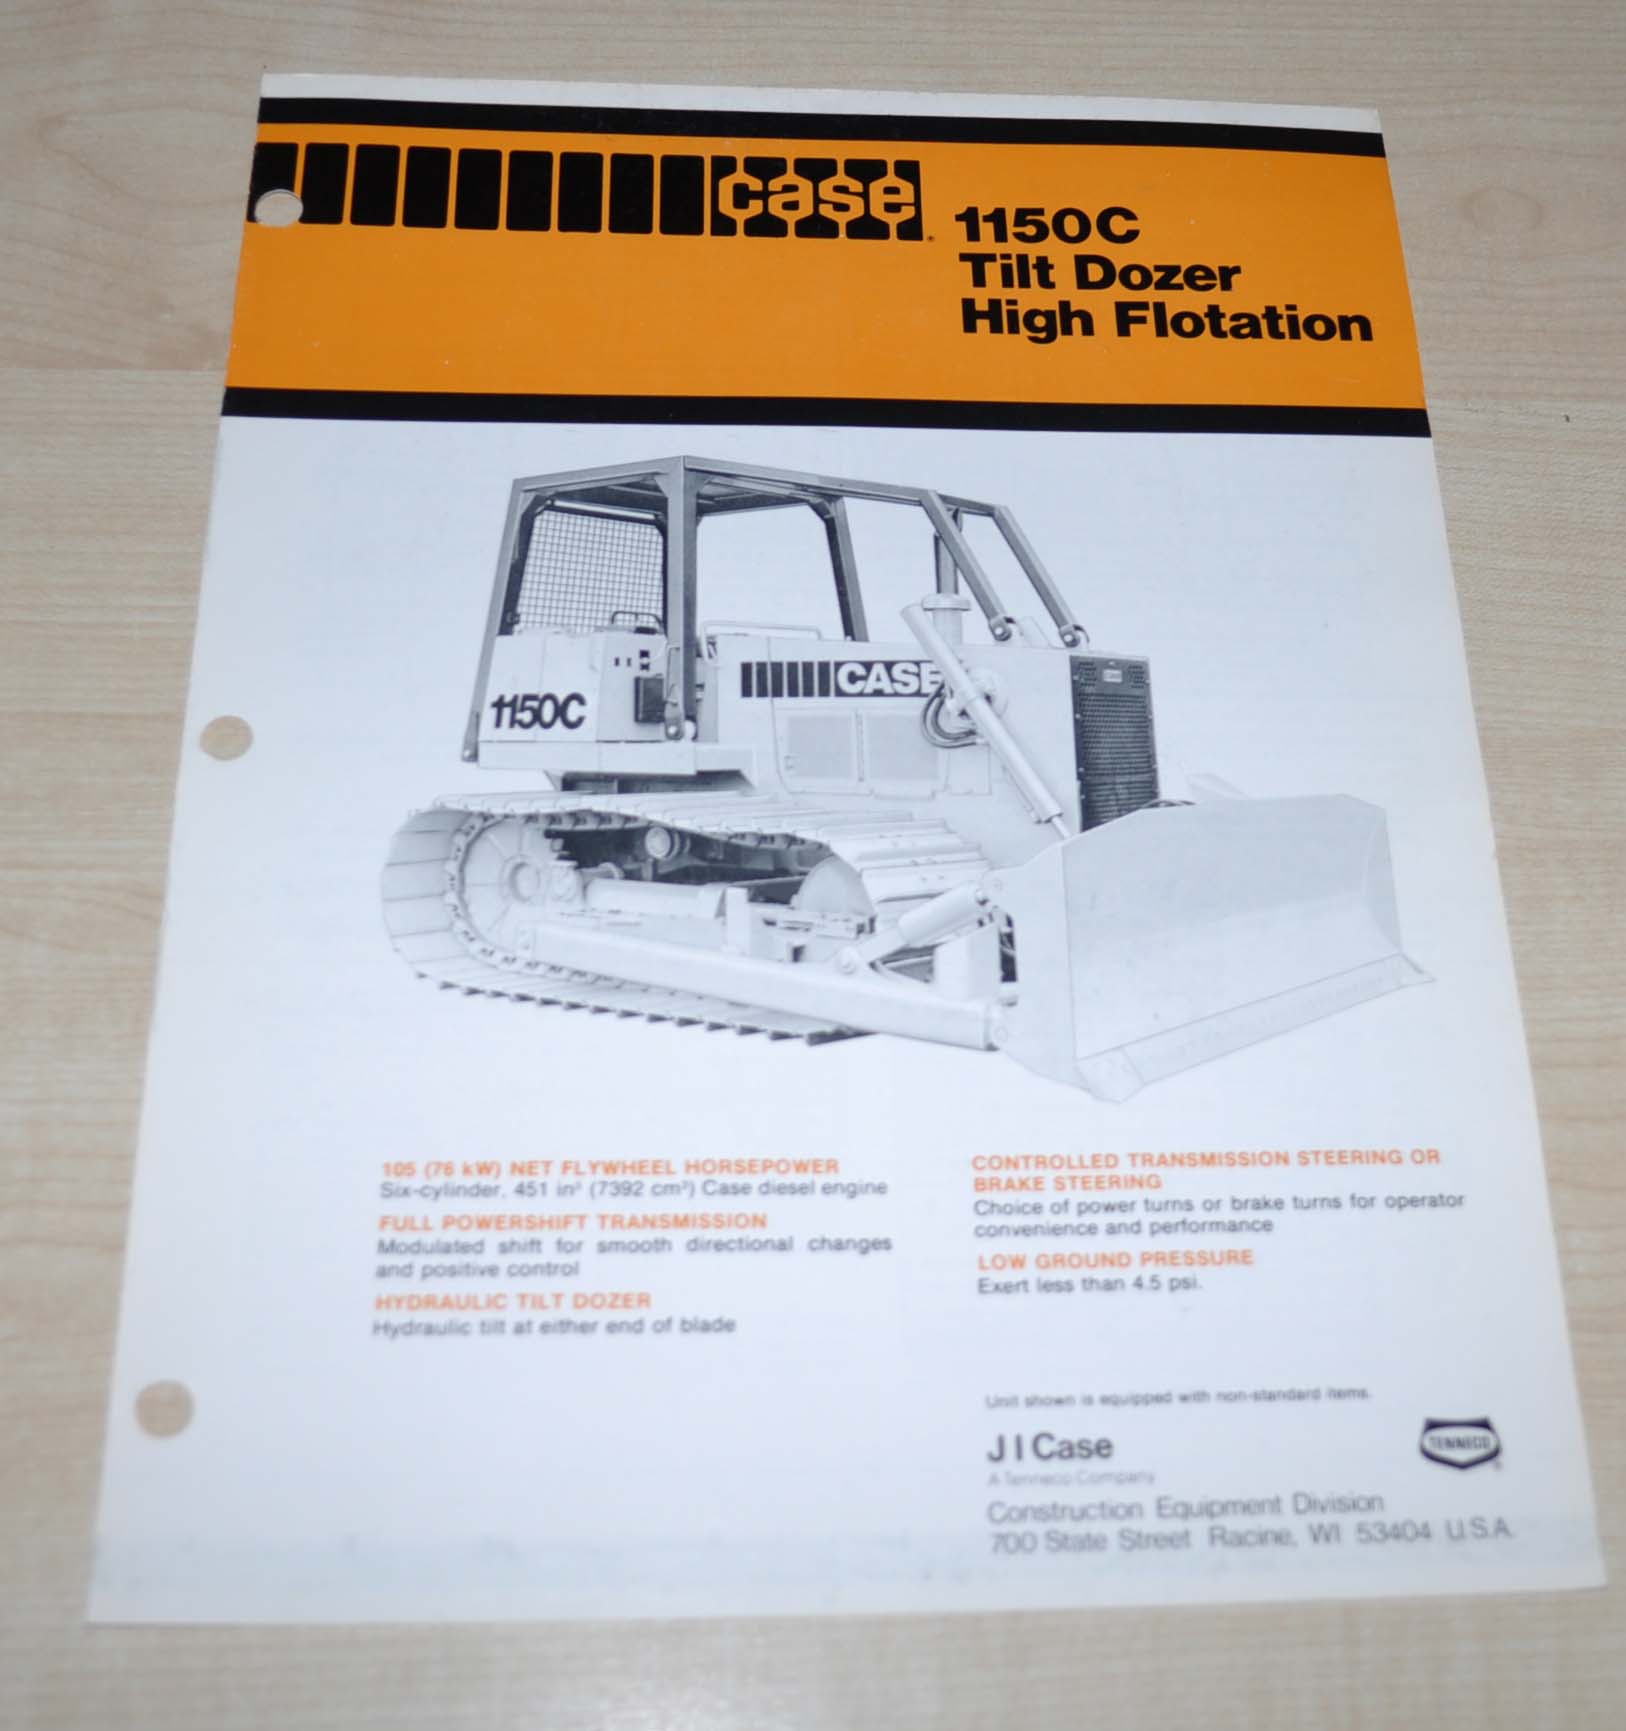 case
1150C
Tilt Dozer
High Flotation
1150C
CASE
105 (76 kW) NET FLYWHEEL HORSEPOWER
Six-cylinder, 451 in³ (7392 cm³) Case diesel engine
FULL POWERSHIFT TRANSMISSION
Modulated shift for smooth directional changes
and positive control
HYDRAULIC TILT DOZER
Hydraulic tilt at either end of blade
CONTROLLED TRANSMISSION STEERING OR
BRAKE STEERING
Choice of power turns or brake turns for operator
convenience and performance
LOW GROUND PRESSURE
Exert less than 4.5 psi.
Unit shown is equipped with non-standard items.
J I Case
A Tenneco Company
TENNECO
Construction Equipment Division
700 State Street Racine, WI 53404 U.S.A.